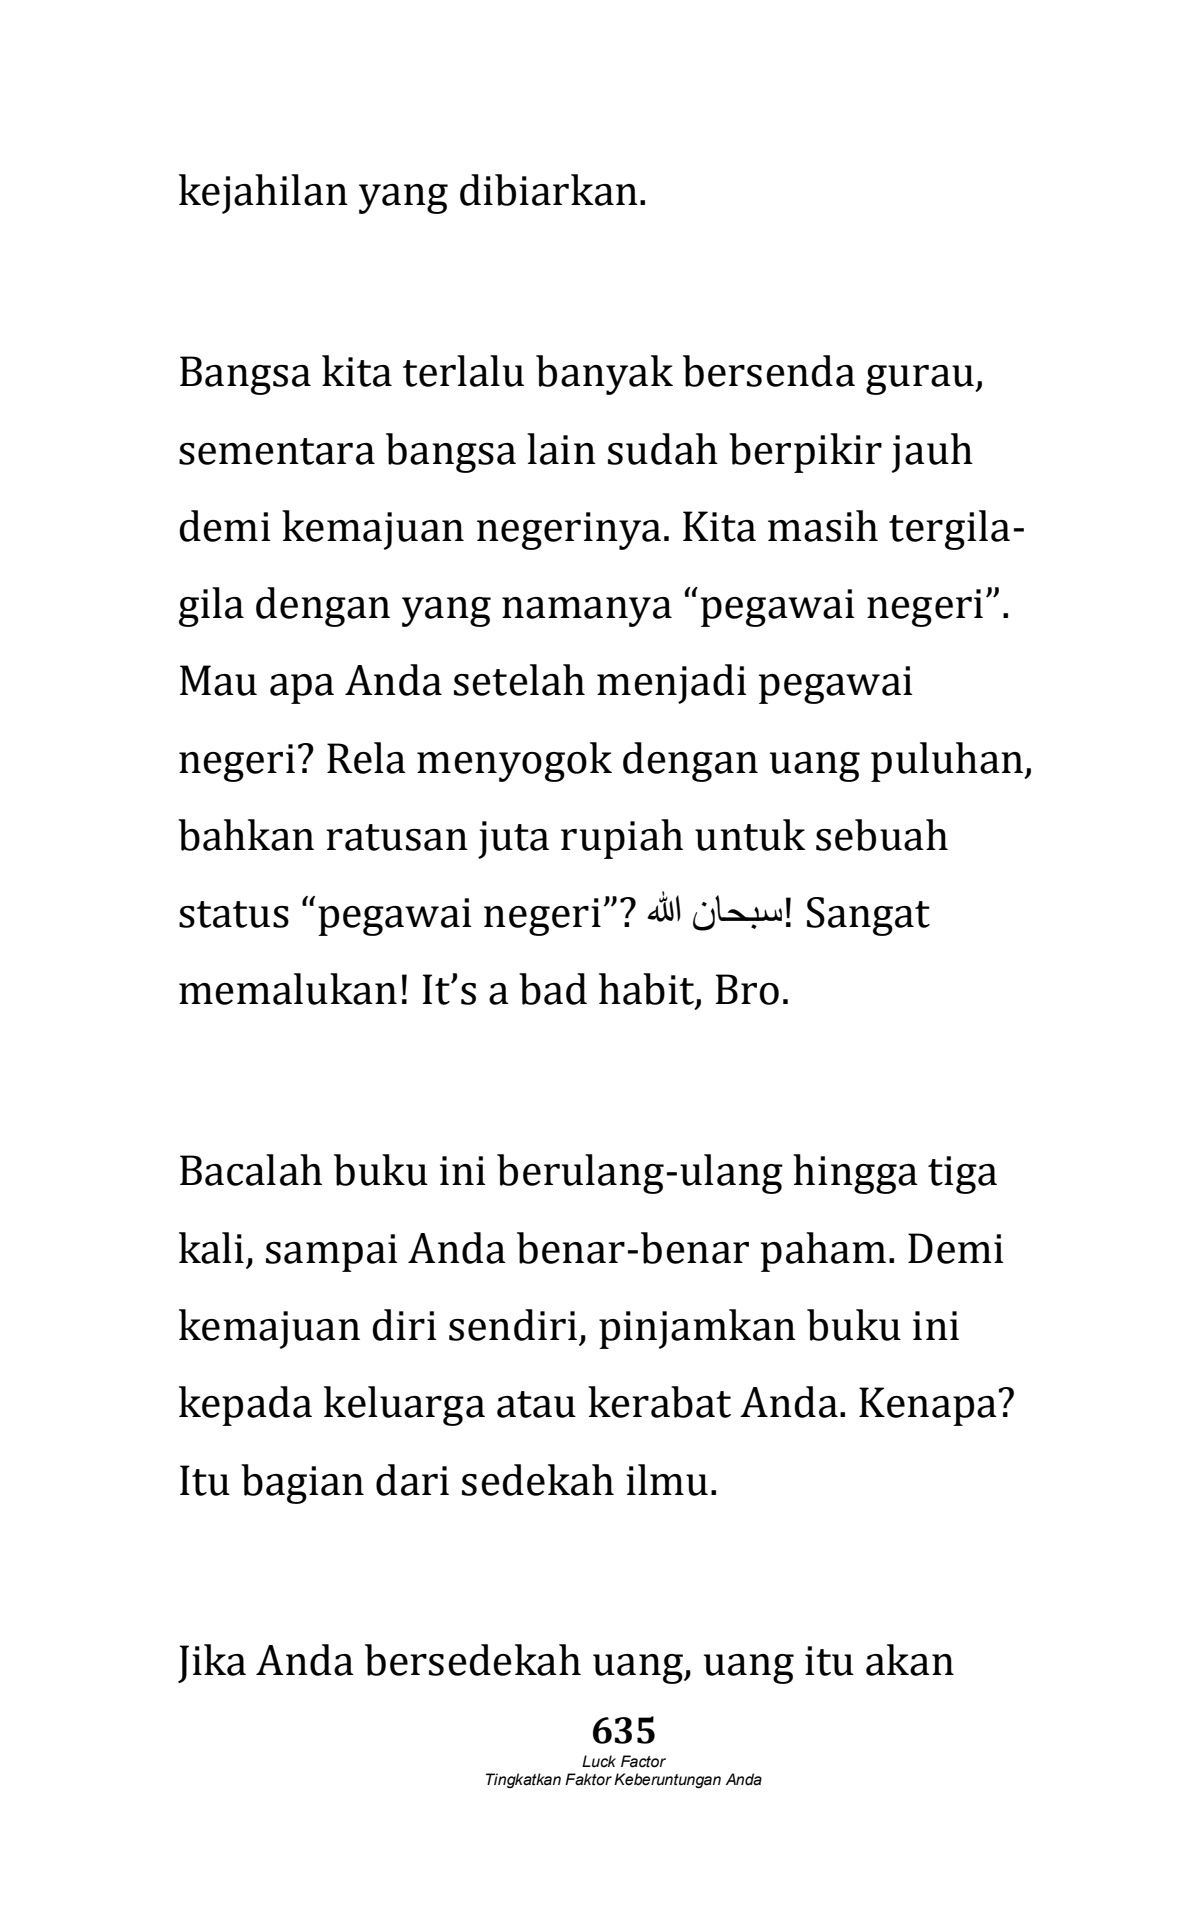 kejahilan yang dibiarkan.
Bangsa kita terlalu banyak bersenda gurau,
sementara bangsa lain sudah berpikir jauh
demi kemajuan negerinya. Kita masih tergila-
gila dengan yang namanya “pegawai negeri”.
Mau apa Anda setelah menjadi pegawai
negeri? Rela menyogok dengan uang puluhan,
bahkan ratusan juta rupiah untuk sebuah
status “pegawai negeri”? سبحان الله! Sangat
memalukan! It’s a bad habit, Bro.
Bacalah buku ini berulang-ulang hingga tiga
kali, sampai Anda benar-benar paham. Demi
kemajuan diri sendiri, pinjamkan buku ini
kepada keluarga atau kerabat Anda. Kenapa?
Itu bagian dari sedekah ilmu.
Jika Anda bersedekah uang, uang itu akan
635
Luck Factor
Tingkatkan Faktor Keberuntungan Anda